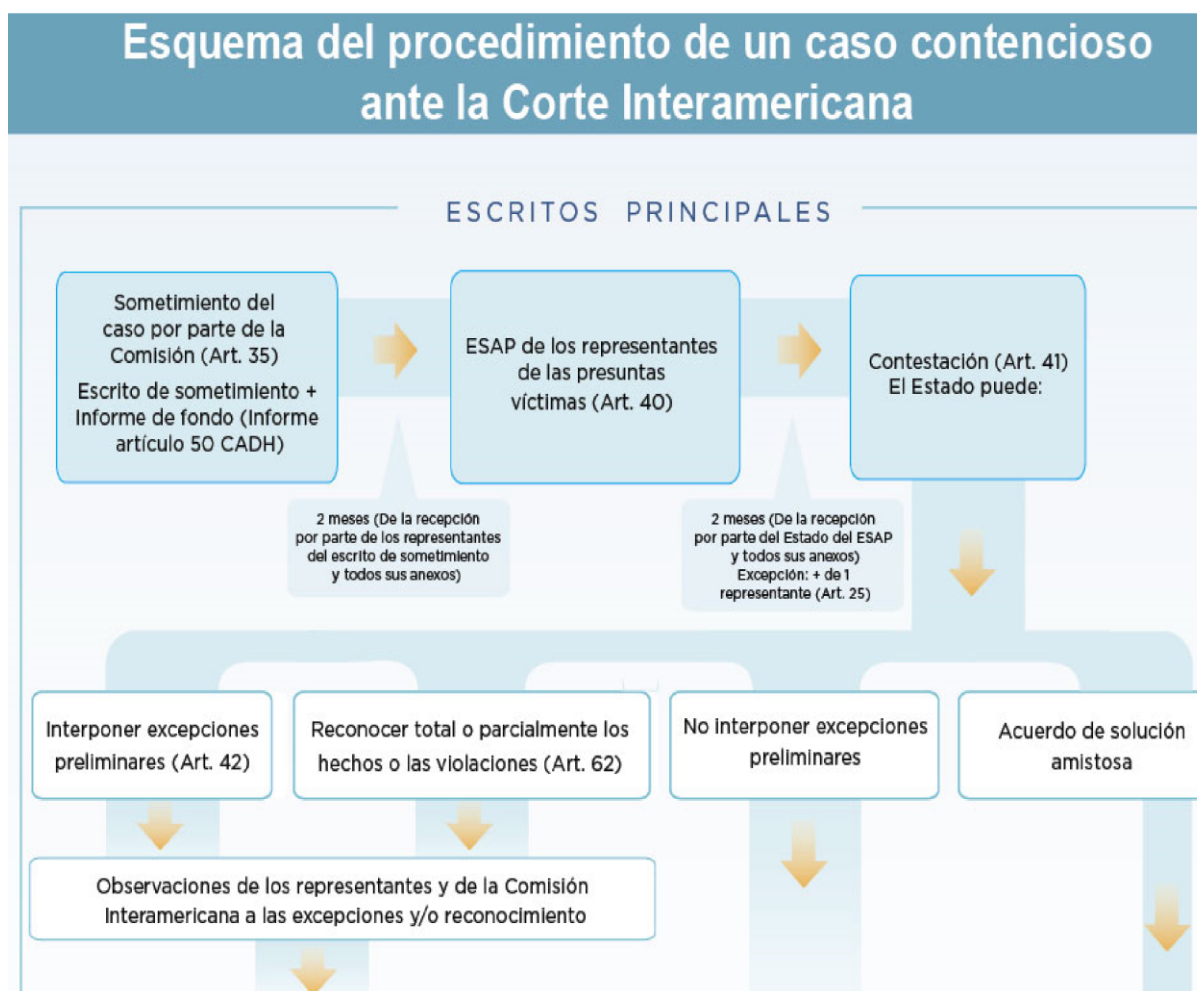 Esquema del procedimiento de un caso contencioso
ante la Corte Interamericana
ESCRITOS PRINCIPALES
Sometimiento del
caso por parte de la
Comisión (Art. 35)
Escrito de sometimiento +
Informe de fondo (Informe
artículo 50 CADH)
ESAP de los representantes
de las presuntas
víctimas (Art. 40)
Contestación (Art. 41)
El Estado puede:
2 meses (De la recepción
por parte de los representantes
del escrito de sometimiento
y todos sus anexos)
2 meses (De la recepción
por parte del Estado del ESAP
y todos sus anexos)
Excepción: + de 1
representante (Art. 25)
Interponer excepciones
preliminares (Art. 42)
Reconocer total o parcialmente los
hechos o las violaciones (Art. 62)
No interponer excepciones
preliminares
Acuerdo de solución
amistosa
Observaciones de los representantes y de la Comisión
Interamericana a las excepciones y/o reconocimiento